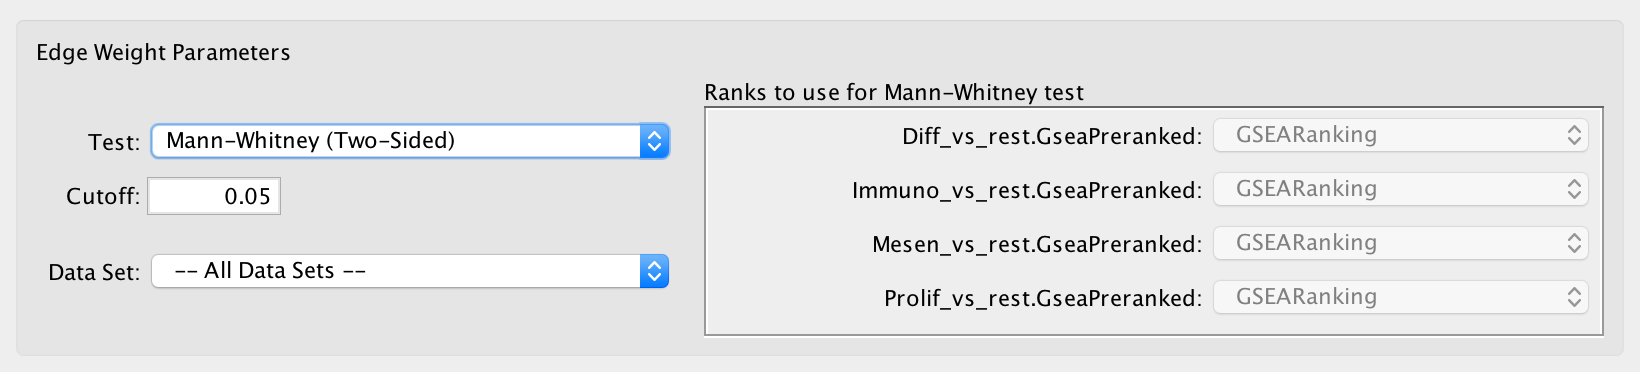 Edge Weight Parameters
Test: Mann-Whitney (Two-Sided)
Cutoff: 0.05
Data Set: -- All Data Sets --
Ranks to use for Mann-Whitney test
Diff_vs_rest.GseaPreranked: GSEARanking
Immuno_vs_rest.GseaPreranked: GSEARanking
Mesen_vs_rest.GseaPreranked: GSEARanking
Prolif_vs_rest.GseaPreranked: GSEARanking